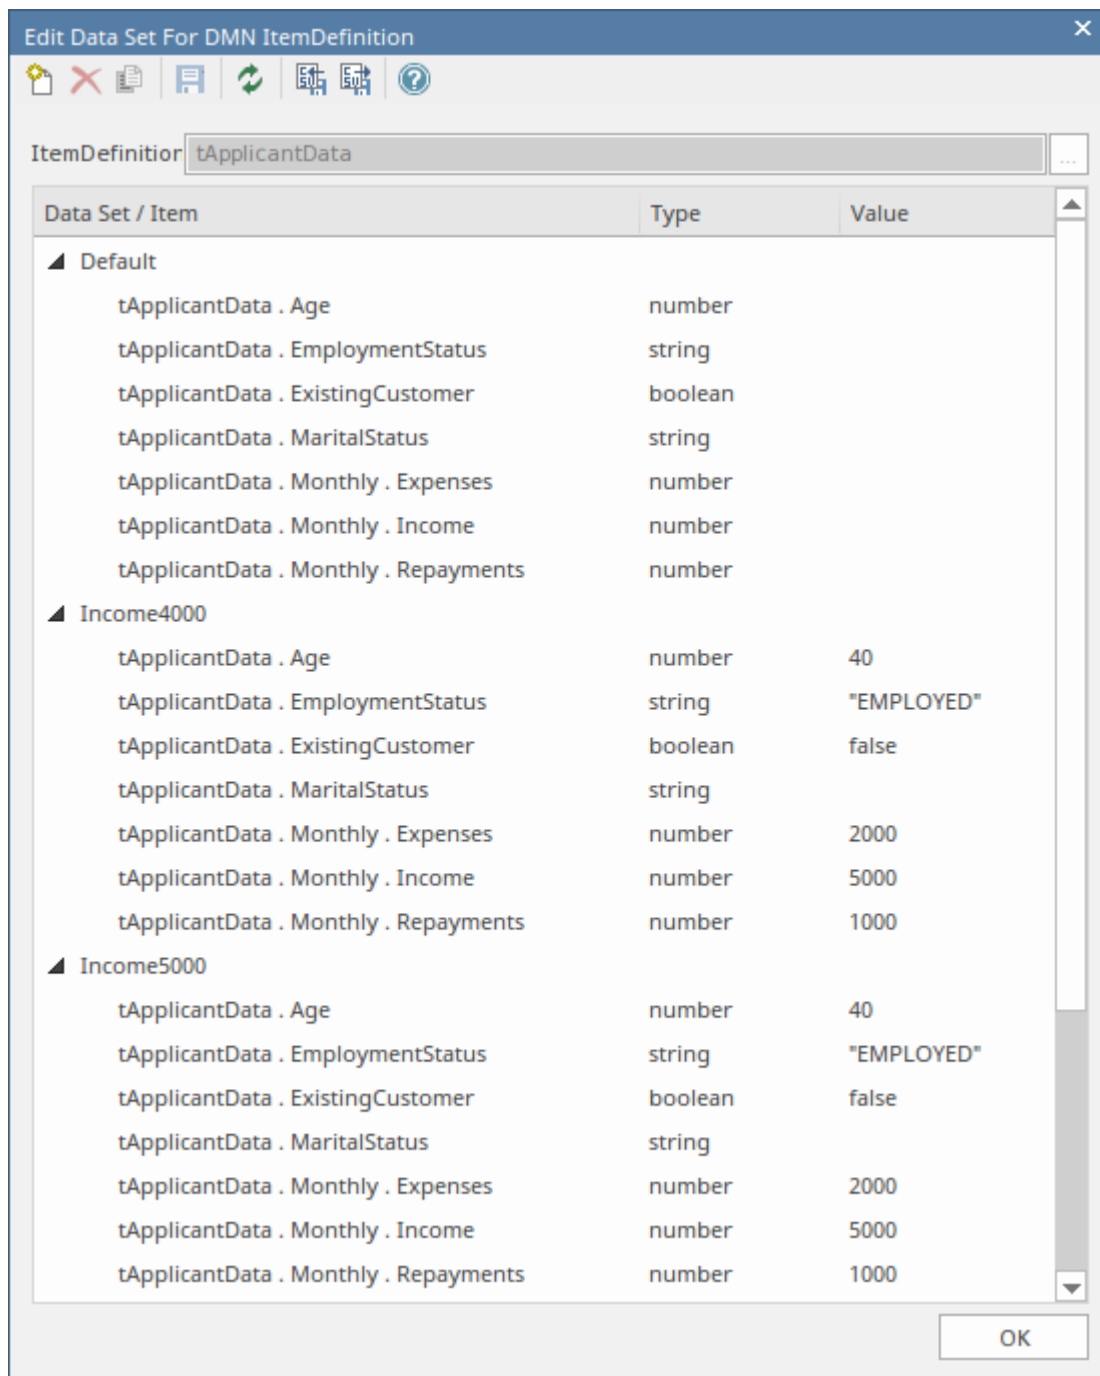 Edit Data Set For DMN ItemDefinition
ItemDefinition tApplicantData ...
Data Set / Item Type Value
Default
tApplicantData . Age number
tApplicantData . EmploymentStatus string
tApplicantData . ExistingCustomer boolean
tApplicantData . MaritalStatus string
tApplicantData . Monthly . Expenses number
tApplicantData . Monthly . Income number
tApplicantData . Monthly . Repayments number
Income4000
tApplicantData . Age number 40
tApplicantData . EmploymentStatus string "EMPLOYED"
tApplicantData . ExistingCustomer boolean false
tApplicantData . MaritalStatus string
tApplicantData . Monthly . Expenses number 2000
tApplicantData . Monthly . Income number 5000
tApplicantData . Monthly . Repayments number 1000
Income5000
tApplicantData . Age number 40
tApplicantData . EmploymentStatus string "EMPLOYED"
tApplicantData . ExistingCustomer boolean false
tApplicantData . MaritalStatus string
tApplicantData . Monthly . Expenses number 2000
tApplicantData . Monthly . Income number 5000
tApplicantData . Monthly . Repayments number 1000
OK